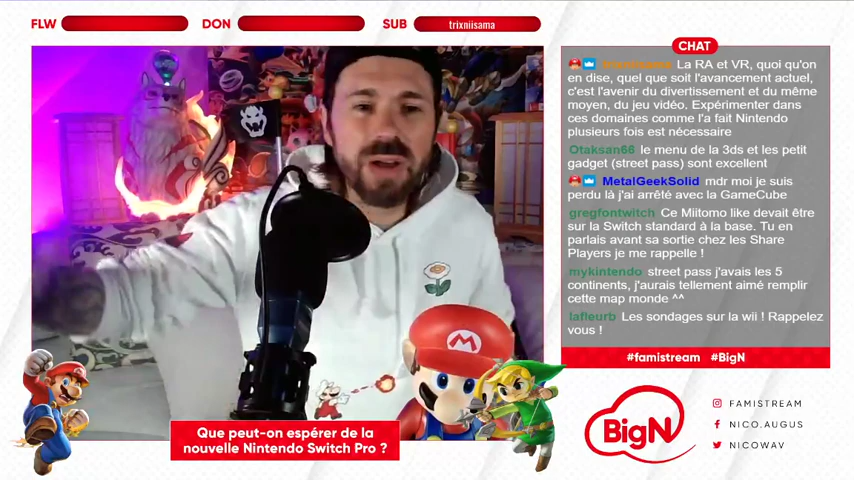 FLW DON SUB trixniisama
CHAT
trixniisama La RA et VR, quoi qu'on
en dise, quel que soit l'avancement actuel,
c'est l'avenir du divertissement et du même
moyen, du jeu vidéo. Expérimenter dans
ces domaines comme l'a fait Nintendo
plusieurs fois est nécessaire
Otaksan66 le menu de la 3ds et les petit
gadget (street pass) sont excellent
MetalGeekSolid mdr moi je suis
perdu là j'ai arrêté avec la GameCube
gregfontwitch Ce Miitomo like devait être
sur la Switch standard à la base. Tu en
parlais avant sa sortie chez les Share
Players je me rappelle !
mykintendo street pass j'avais les 5
continents, j'aurais tellement aimé remplir
cette map monde ^^
lafleurb Les sondages sur la wii ! Rappelez
vous !
#famistream #BigN
Que peut-on espérer de la
nouvelle Nintendo Switch Pro ?
BigN
FAMISTREAM
NICO.AUGUS
NICOWAV